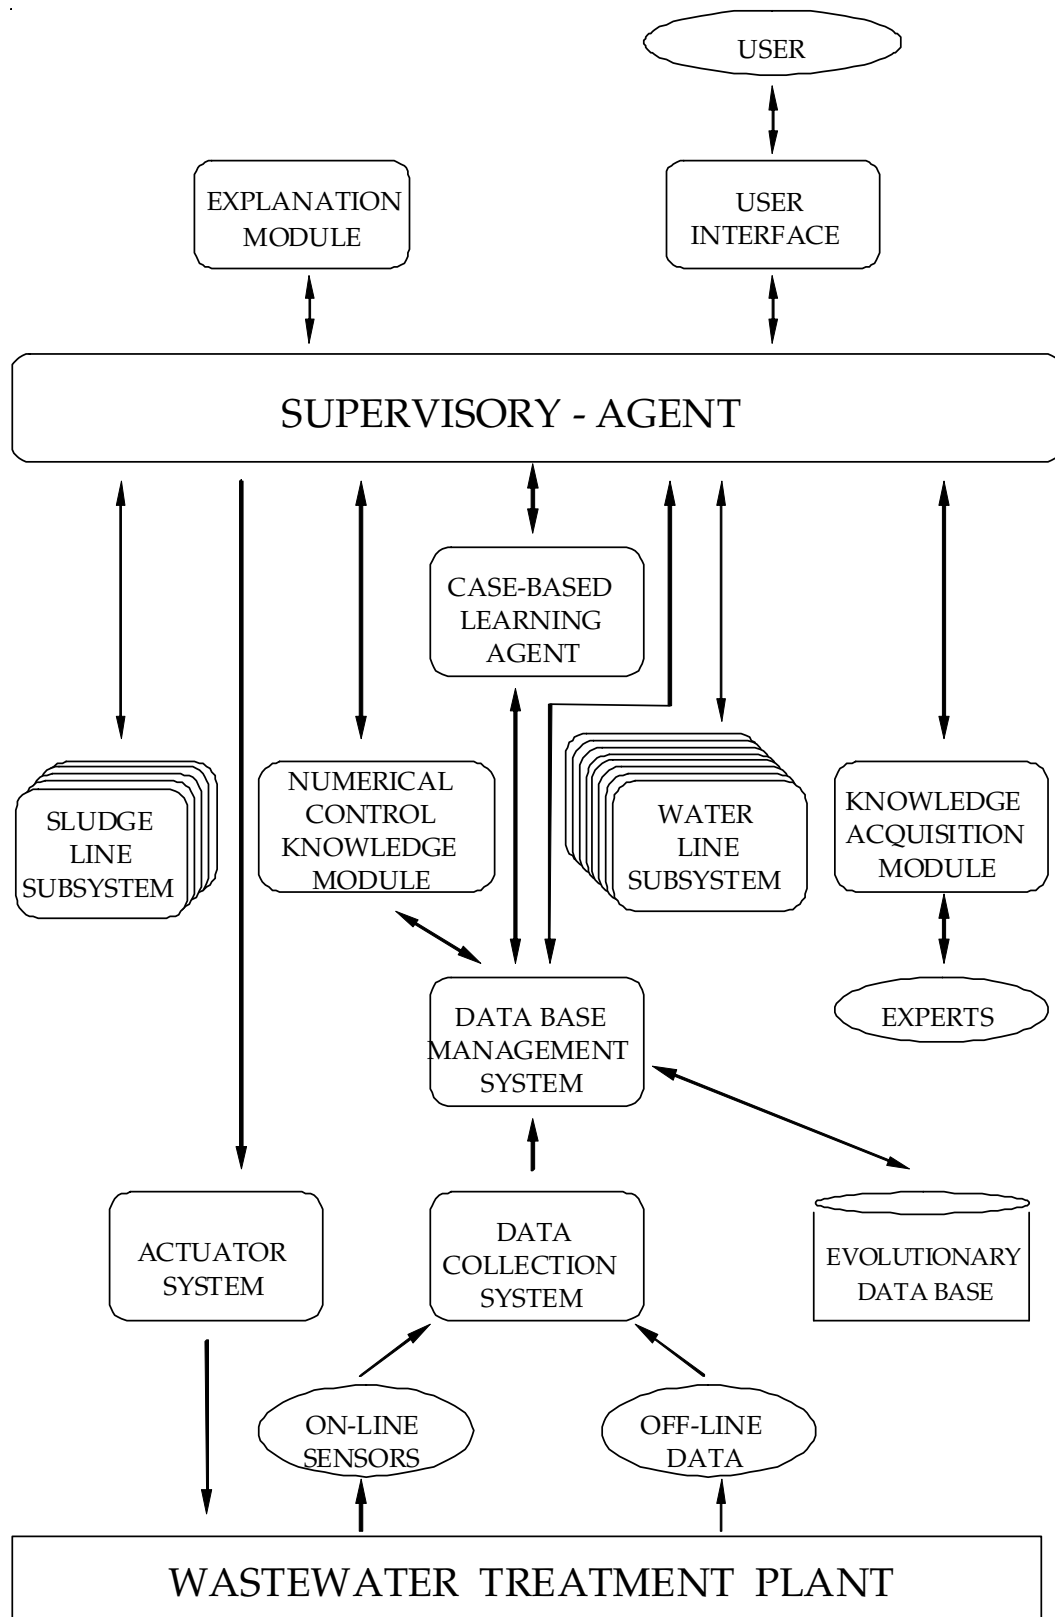 USER
EXPLANATION
MODULE
USER
INTERFACE
SUPERVISORY - AGENT
CASE-BASED
LEARNING
AGENT
SLUDGE
LINE
SUBSYSTEM
NUMERICAL
CONTROL
KNOWLEDGE
MODULE
WATER
LINE
SUBSYSTEM
KNOWLEDGE
ACQUISITION
MODULE
DATA BASE
MANAGEMENT
SYSTEM
EXPERTS
ACTUATOR
SYSTEM
DATA
COLLECTION
SYSTEM
EVOLUTIONARY
DATA BASE
ON-LINE
SENSORS
OFF-LINE
DATA
WASTEWATER TREATMENT PLANT